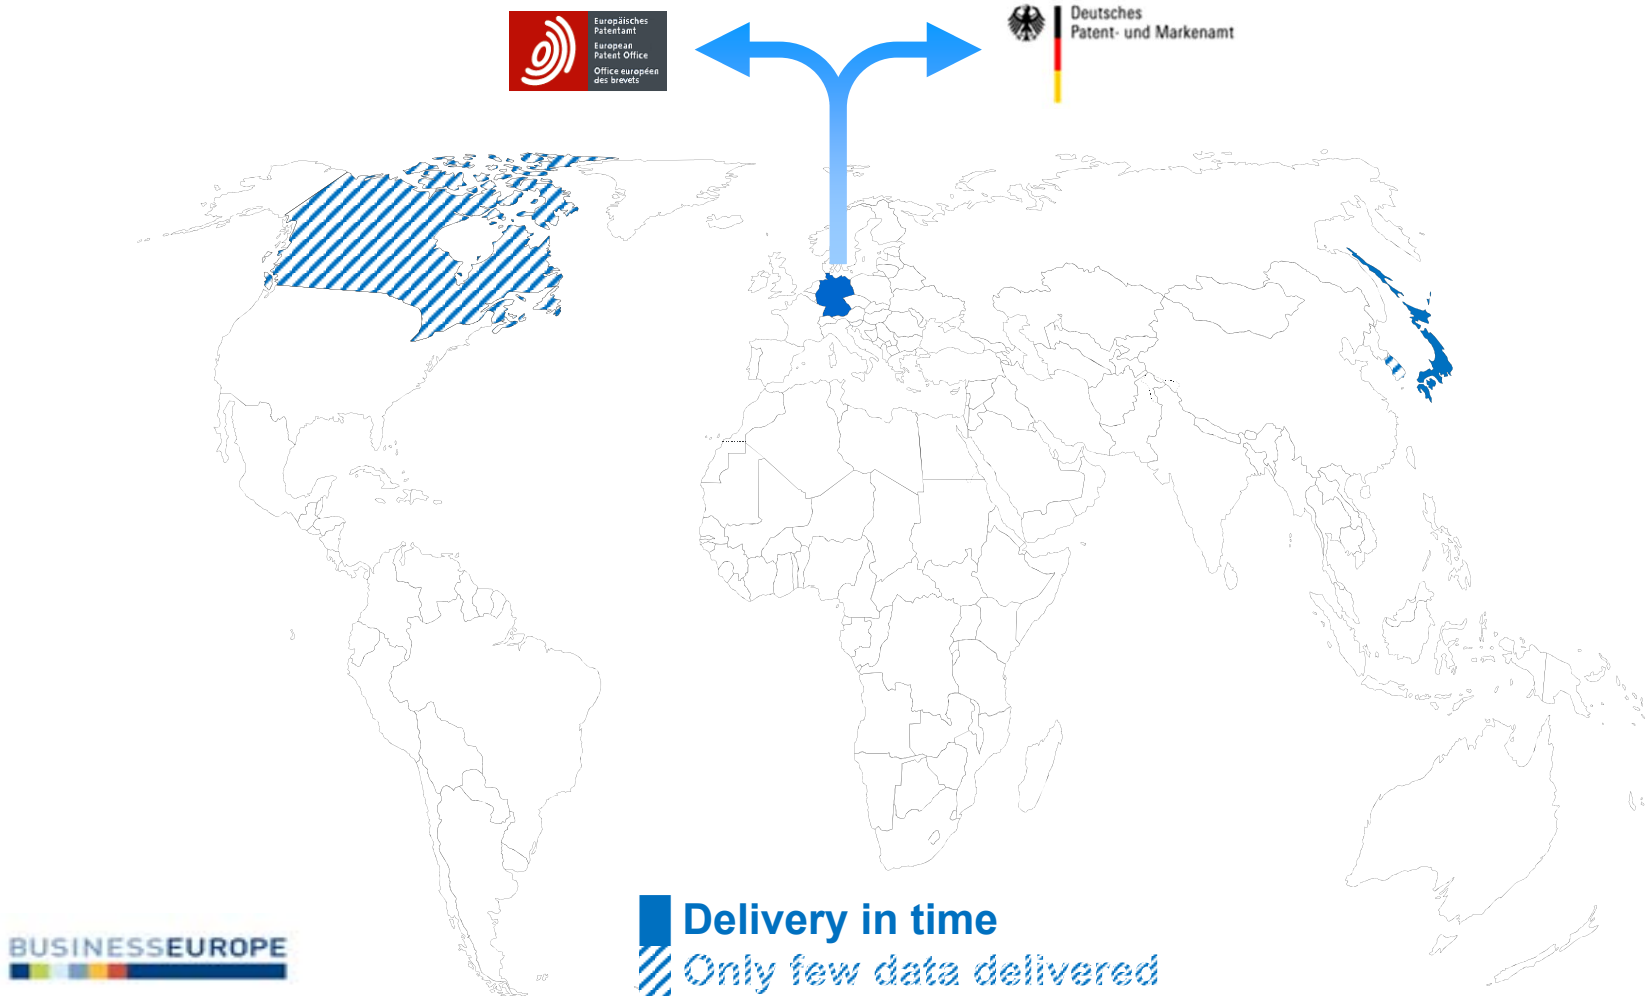 Europäisches
Patentamt
European
Patent Office
Office européen
des brevets
Deutsches
Patent- und Markenamt
Delivery in time
Only few data delivered
BUSINESSEUROPE